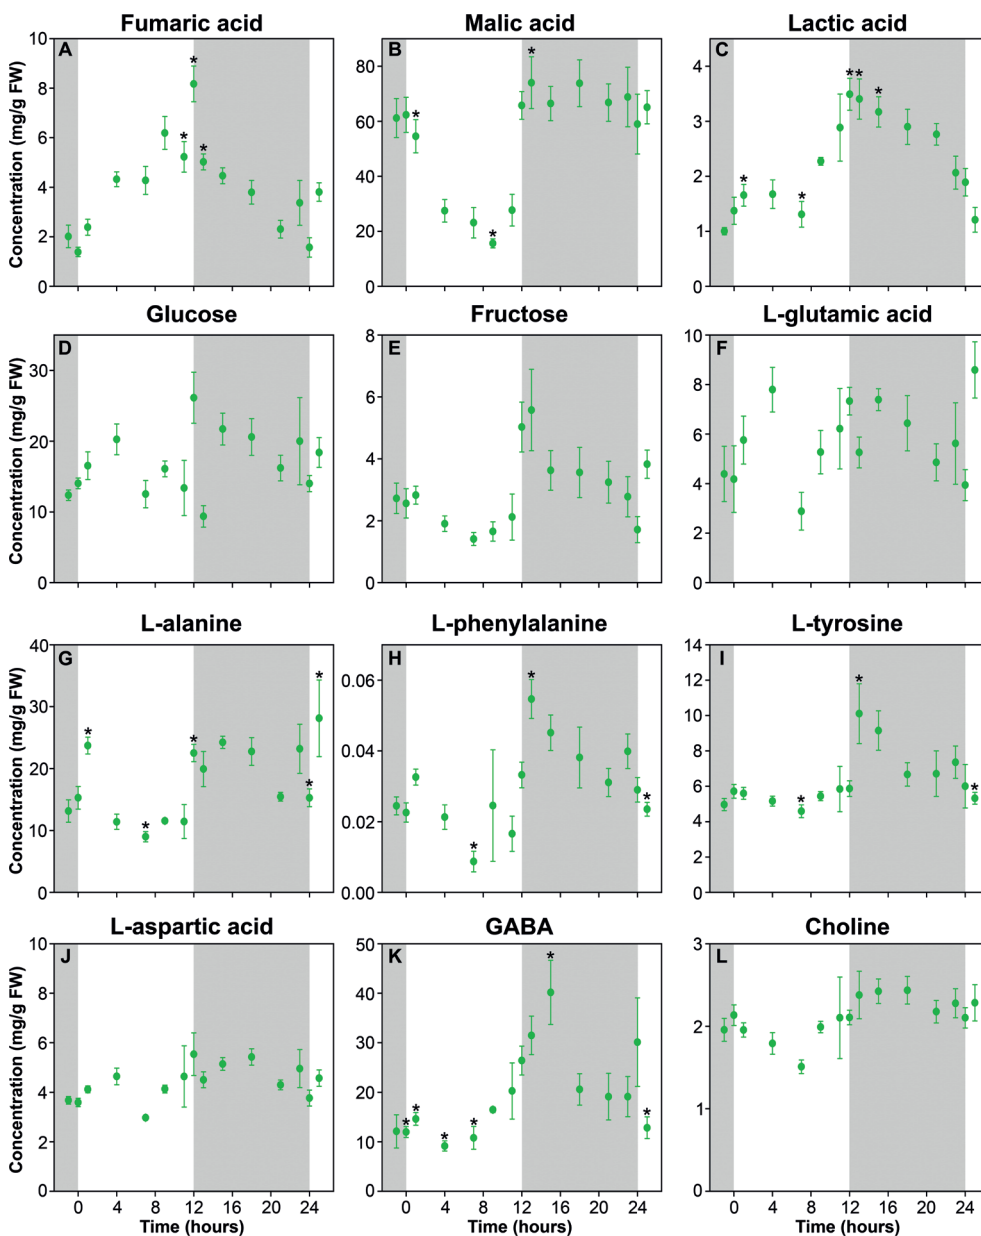 Fumaric acid Malic acid Lactic acid
A B C
Concentration (mg/g FW)
10 8 6 4 2 0
80 60 40 20 0
4 3 2 1 0
* * *
* * *
* * * * *
Glucose Fructose L-glutamic acid
D E F
Concentration (mg/g FW)
30 20 10 0
8 6 4 2 0
10 8 6 4 2 0
L-alanine L-phenylalanine L-tyrosine
G H I
Concentration (mg/g FW)
40 30 20 10 0
0.06 0.04 0.02 0.00
14 12 10 8 6 4 2 0
* * * * *
* * *
* * *
L-aspartic acid GABA Choline
J K L
Concentration (mg/g FW)
10 8 6 4 2 0
50 40 30 20 10 0
3 2 1 0
* * * * * *
0 4 8 12 16 20 24 0 4 8 12 16 20 24 0 4 8 12 16 20 24
Time (hours) Time (hours) Time (hours)